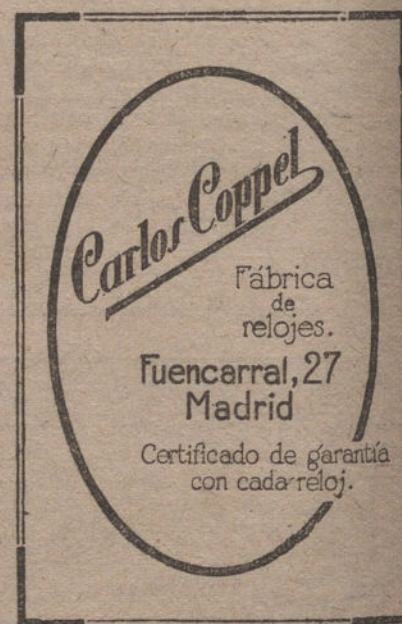 Carlos Coppel
Fábrica
de
relojes.
Fuencarral, 27
Madrid
Certificado de garantía
con cada reloj.